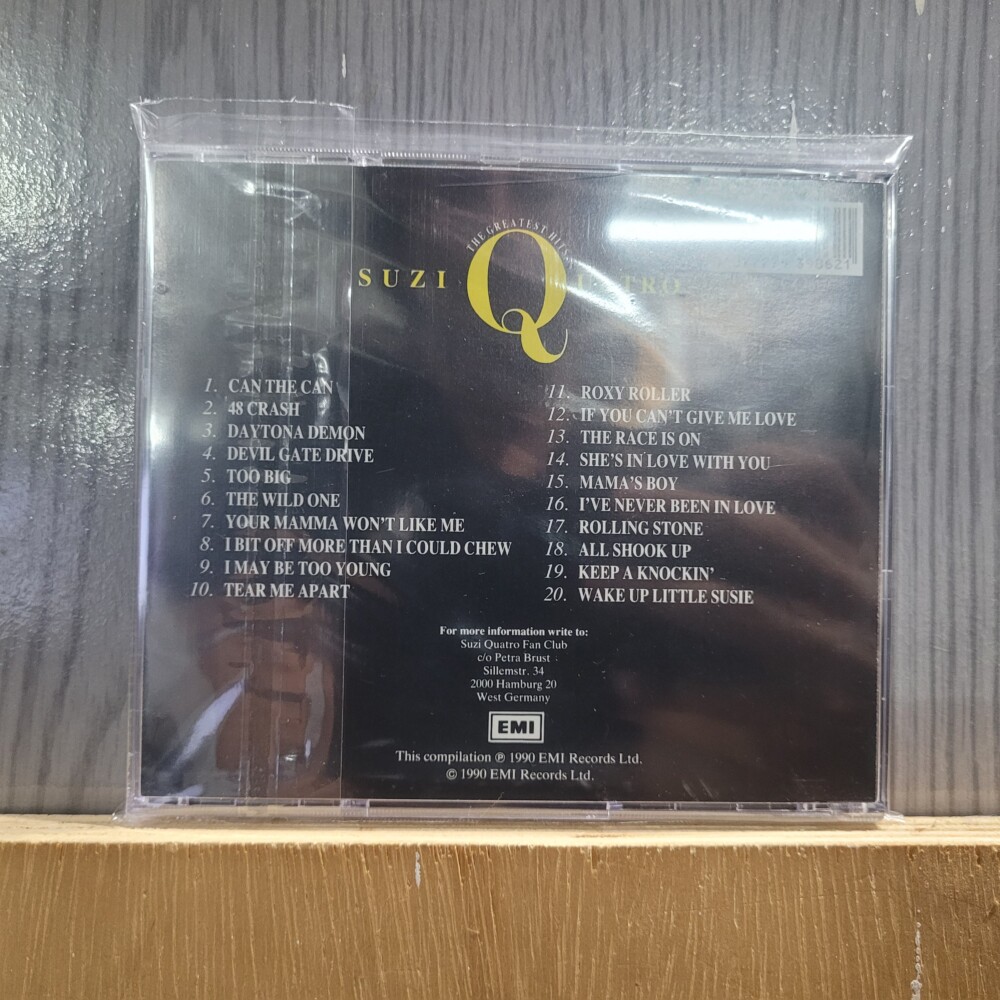 THE GREATEST HITS
SUZI Q
1. CAN THE CAN
2. 48 CRASH
3. DAYTONA DEMON
4. DEVIL GATE DRIVE
5. TOO BIG
6. THE WILD ONE
7. YOUR MAMMA WON'T LIKE ME
8. I BIT OFF MORE THAN I COULD CHEW
9. I MAY BE TOO YOUNG
10. TEAR ME APART
11. ROXY ROLLER
12. IF YOU CAN'T GIVE ME LOVE
13. THE RACE IS ON
14. SHE'S IN LOVE WITH YOU
15. MAMA'S BOY
16. I'VE NEVER BEEN IN LOVE
17. ROLLING STONE
18. ALL SHOOK UP
19. KEEP A KNOCKIN'
20. WAKE UP LITTLE SUSIE
For more information write to:
Suzi Quatro Fan Club
c/o Petra Brust
Sillemstr. 34
2000 Hamburg 20
West Germany
EMI
This compilation ℗ 1990 EMI Records Ltd.
© 1990 EMI Records Ltd.